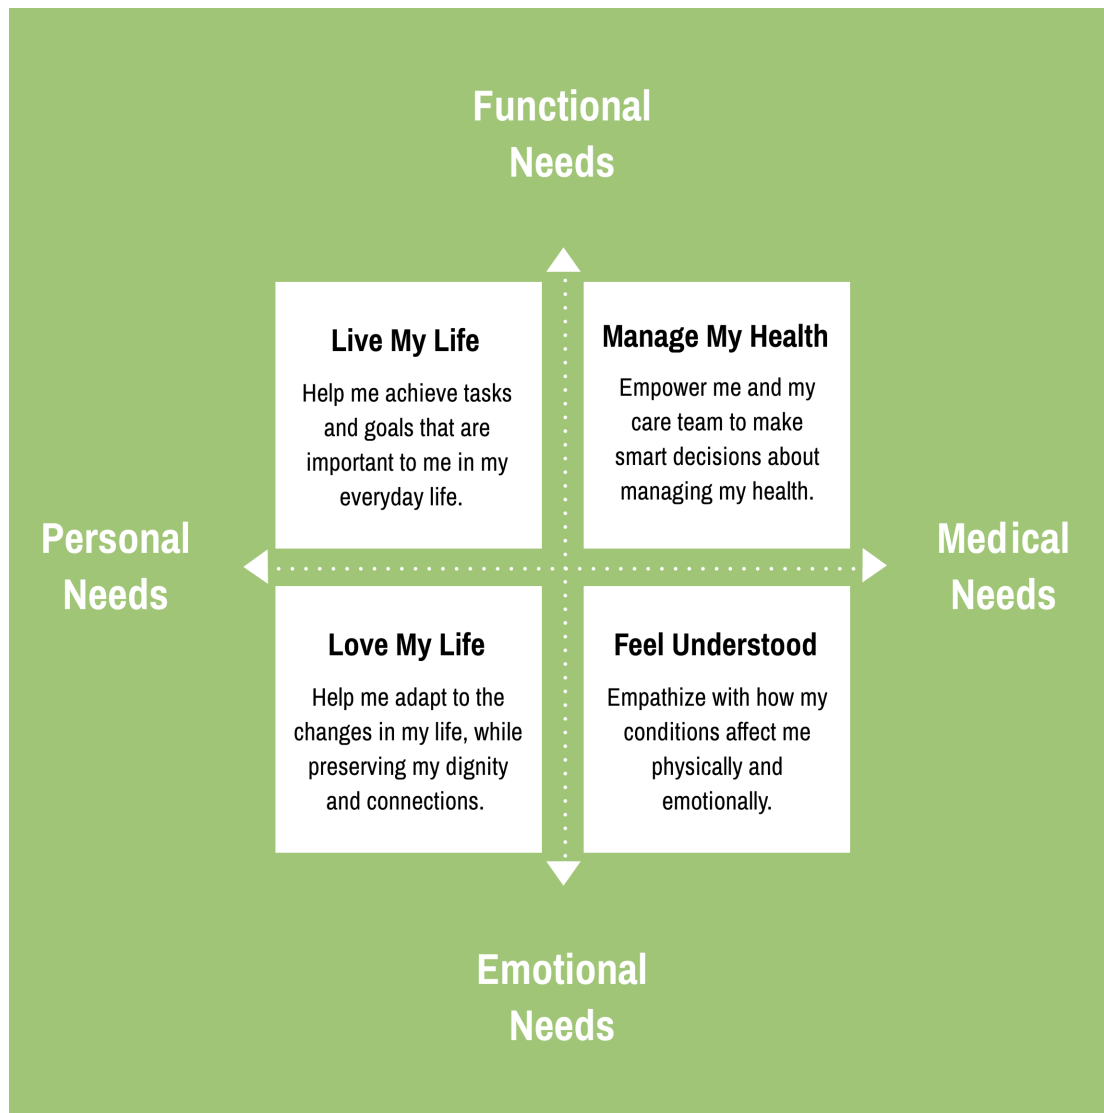 Functional
Needs
Live My Life
Help me achieve tasks
and goals that are
important to me in my
everyday life.
Manage My Health
Empower me and my
care team to make
smart decisions about
managing my health.
Personal
Needs
Medical
Needs
Love My Life
Help me adapt to the
changes in my life, while
preserving my dignity
and connections.
Feel Understood
Empathize with how my
conditions affect me
physically and
emotionally.
Emotional
Needs